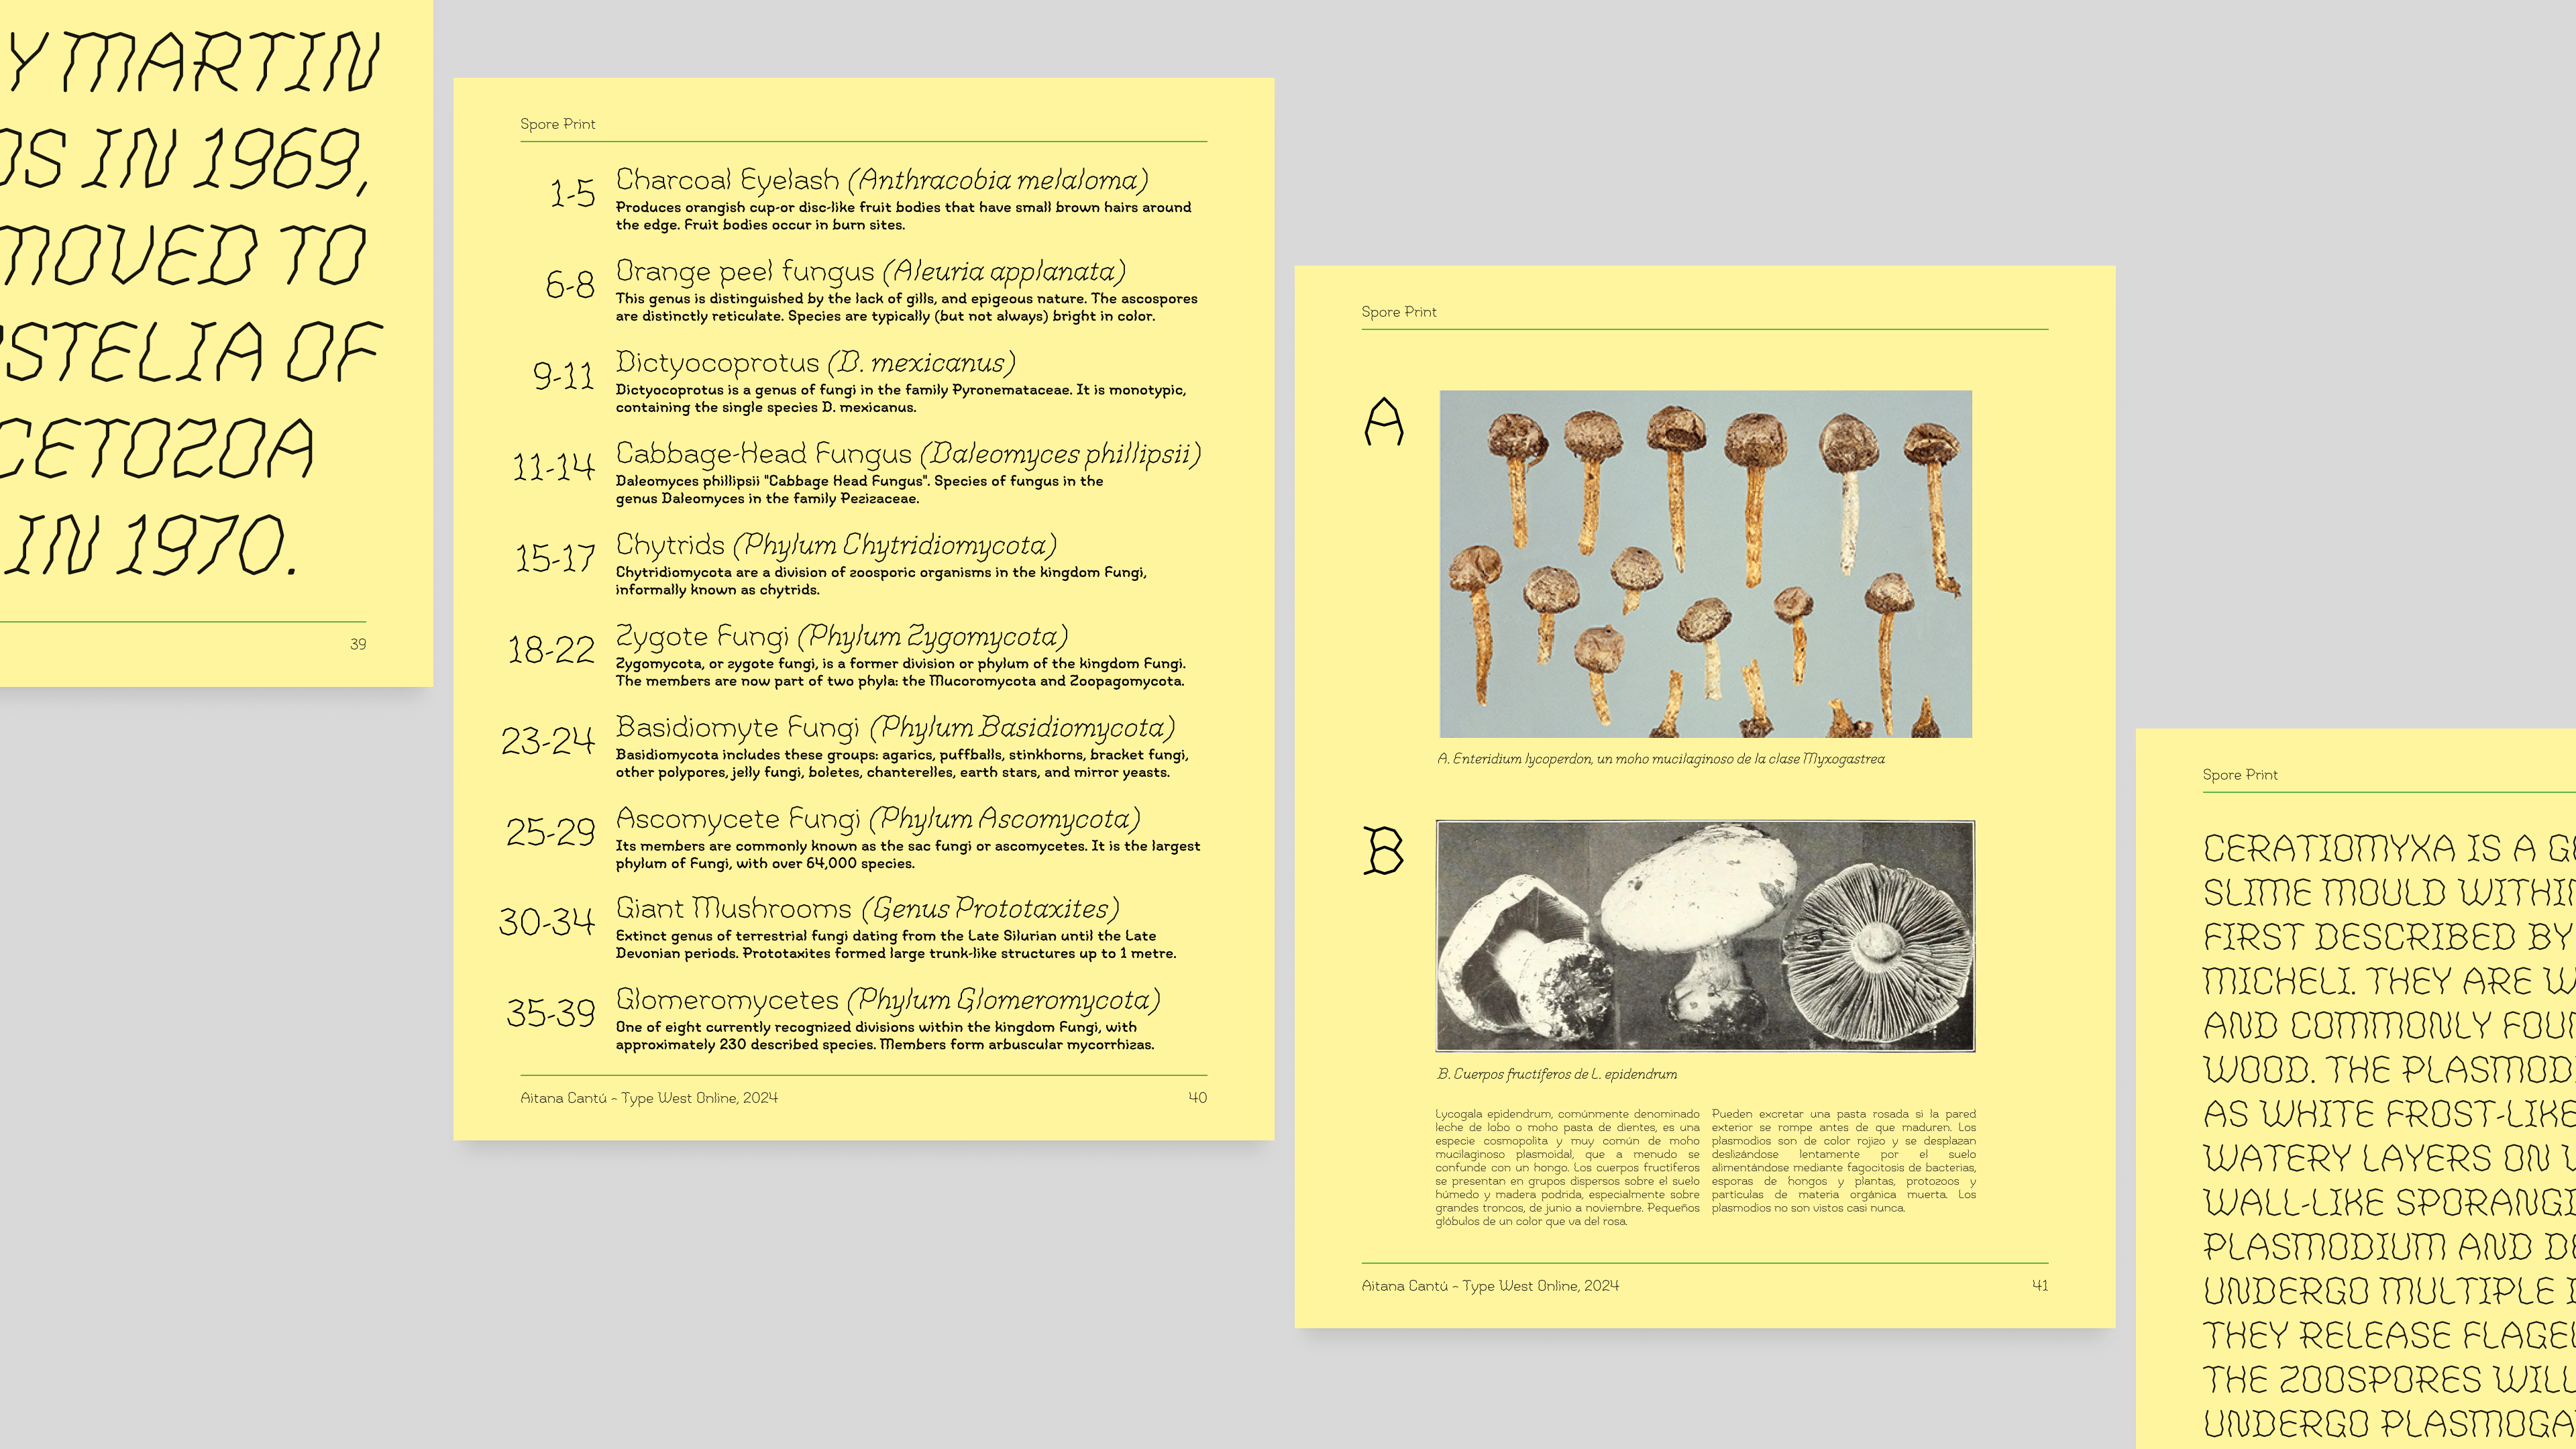 Y MARTIN
OS IN 1969,
MOVED TO
STELIA OF
CETOZOA
IN 1970.
39
Spore Print
1-5 Charcoal Eyelash (Anthracobia melaloma)
Produces orangish cup-or disc-like fruit bodies that have small brown hairs around
the edge. Fruit bodies occur in burn sites.
6-8 Orange peel fungus (Aleuria applanata)
This genus is distinguished by the lack of gills, and epigeous nature. The ascospores
are distinctly reticulate. Species are typically (but not always) bright in color.
9-11 Dictyocoprotus (D. mexicanus)
Dictyocoprotus is a genus of fungi in the family Pyronemataceae. It is monotypic,
containing the single species D. mexicanus.
11-14 Cabbage-Head Fungus (Daleomyces phillipsii)
Daleomyces phillipsii "Cabbage Head Fungus". Species of fungus in the
genus Daleomyces in the family Pezizaceae.
15-17 Chytrids (Phylum Chytridiomycota)
Chytridiomycota are a division of zoosporic organisms in the kingdom Fungi,
informally known as chytrids.
18-22 Zygote Fungi (Phylum Zygomycota)
Zygomycota, or zygote fungi, is a former division or phylum of the kingdom Fungi.
The members are now part of two phyla: the Mucoromycota and Zoopagomycota.
23-24 Basidiomyte Fungi (Phylum Basidiomycota)
Basidiomycota includes these groups: agarics, puffballs, stinkhorns, bracket fungi,
other polypores, jelly fungi, boletes, chanterelles, earth stars, and mirror yeasts.
25-29 Ascomycete Fungi (Phylum Ascomycota)
Its members are commonly known as the sac fungi or ascomycetes. It is the largest
phylum of Fungi, with over 64,000 species.
30-34 Giant Mushrooms (Genus Prototaxites)
Extinct genus of terrestrial fungi dating from the Late Silurian until the Late
Devonian periods. Prototaxites formed large trunk-like structures up to 1 metre.
35-39 Glomeromycetes (Phylum Glomeromycota)
One of eight currently recognized divisions within the kingdom Fungi, with
approximately 230 described species. Members form arbuscular mycorrhizas.
Aitana Cantú ~ Type West Online, 2024 40
Spore Print
A
A. Enteridium lycoperdon, un moho mucilaginoso de la clase Myxogastrea
B
B. Cuerpos fructíferos de L. epidendrum
Lycogala epidendrum, comúnmente denominado
leche de lobo o moho pasta de dientes, es una
especie cosmopolita y muy común de moho
mucilaginoso plasmoidal, que a menudo se
confunde con un hongo. Los cuerpos fructíferos
se presentan en grupos dispersos sobre el suelo
húmedo y madera podrida, especialmente sobre
grandes troncos, de junio a noviembre. Pequeños
glóbulos de un color que va del rosa.
Pueden excretar una pasta rosada si la pared
exterior se rompe antes de que maduren. Los
plasmodios son de color rojizo y se desplazan
deslizándose lentamente por el suelo
alimentándose mediante fagocitosis de bacterias,
esporas de hongos y plantas, protozoos y
partículas de materia orgánica muerta. Los
plasmodios no son vistos casi nunca.
Aitana Cantú ~ Type West Online, 2024 41
Spore Print
CERATIOMYXA IS A G
SLIME MOULD WITHIN
FIRST DESCRIBED BY
MICHELI. THEY ARE W
AND COMMONLY FOUN
WOOD. THE PLASMOD
AS WHITE FROST-LIKE
WATERY LAYERS ON
WALL-LIKE SPORANGI
PLASMODIUM AND D
UNDERGO MULTIPLE
THEY RELEASE FLAGEL
THE ZOOSPORES WILL
UNDERGO PLASMOGA